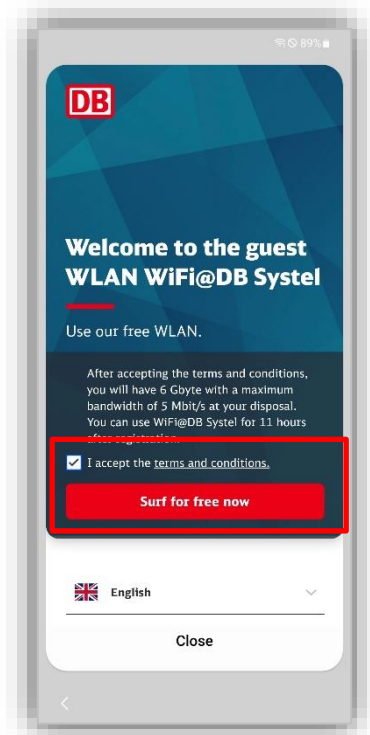 89%
DB
Welcome to the guest
WLAN WiFi@DB Systel
Use our free WLAN.
After accepting the terms and conditions,
you will have 6 Gbyte with a maximum
bandwidth of 5 Mbit/s at your disposal.
You can use WiFi@DB Systel for 11 hours
after registration.
I accept the terms and conditions.
Surf for free now
English
Close